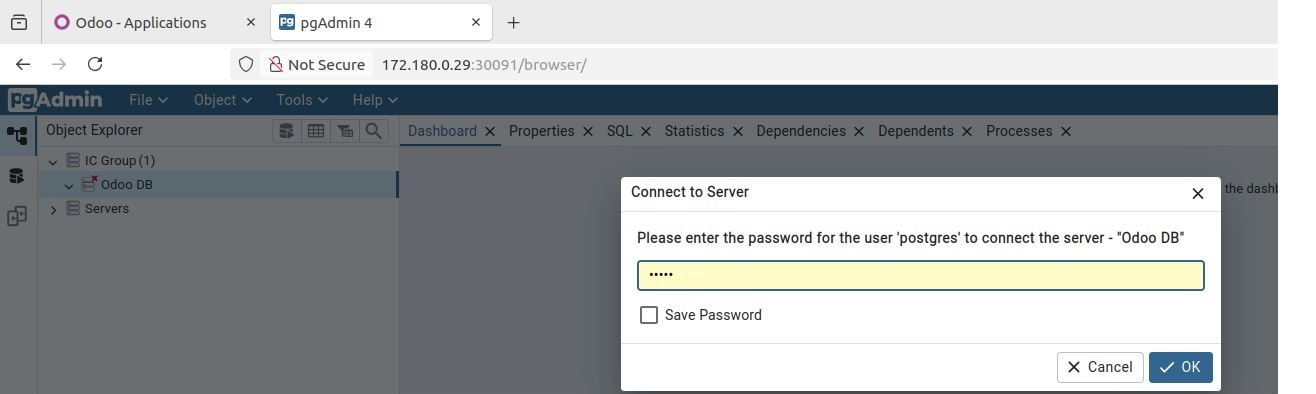 Odoo - Applications pgAdmin 4
Not Secure 172.180.0.29:30091/browser/
pgAdmin File Object Tools Help
Object Explorer Dashboard Properties SQL Statistics Dependencies Dependents Processes
IC Group (1)
Odoo DB
Servers
the dashb
Connect to Server
Please enter the password for the user 'postgres' to connect the server - "Odoo DB"
•••••
Save Password
Cancel OK